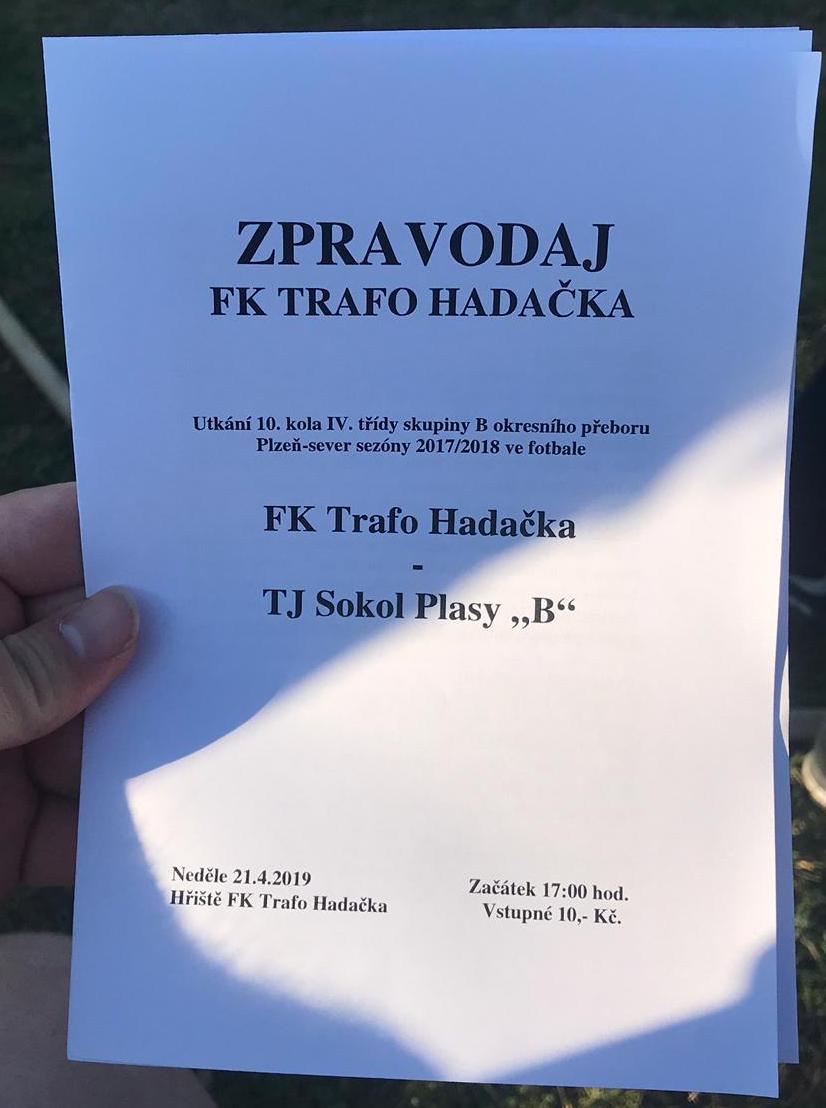 ZPRAVODAJ
FK TRAFO HADAČKA
Utkání 10. kola IV. třídy skupiny B okresního přeboru
Plzeň-sever sezóny 2017/2018 ve fotbale
FK Trafo Hadačka
-
TJ Sokol Plasy „B“
Neděle 21.4.2019
Hřiště FK Trafo Hadačka
Začátek 17:00 hod.
Vstupné 10,- Kč.